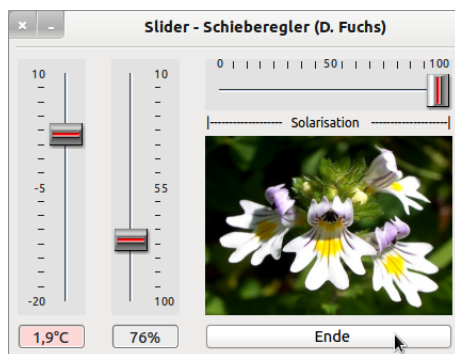 Slider - Schieberegler (D. Fuchs)
10
-5
-20
1,9°C
10
55
100
76%
0 50 100
Solarisation
Ende